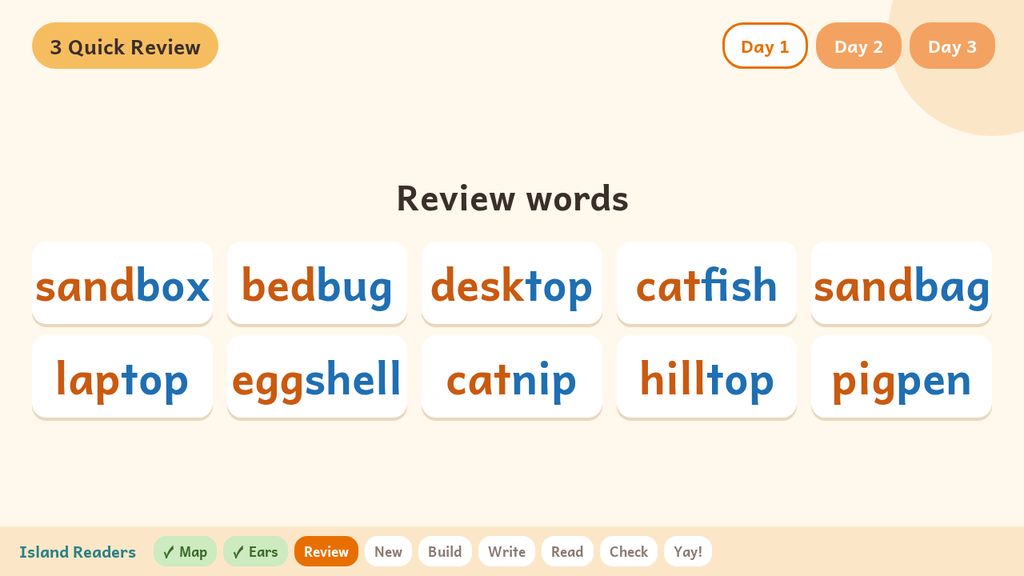 3 Quick Review
Day 1 Day 2 Day 3
Review words
sandbox bedbug desktop catfish sandbag
laptop eggshell catnip hilltop pigpen
Island Readers ✓ Map ✓ Ears Review New Build Write Read Check Yay!